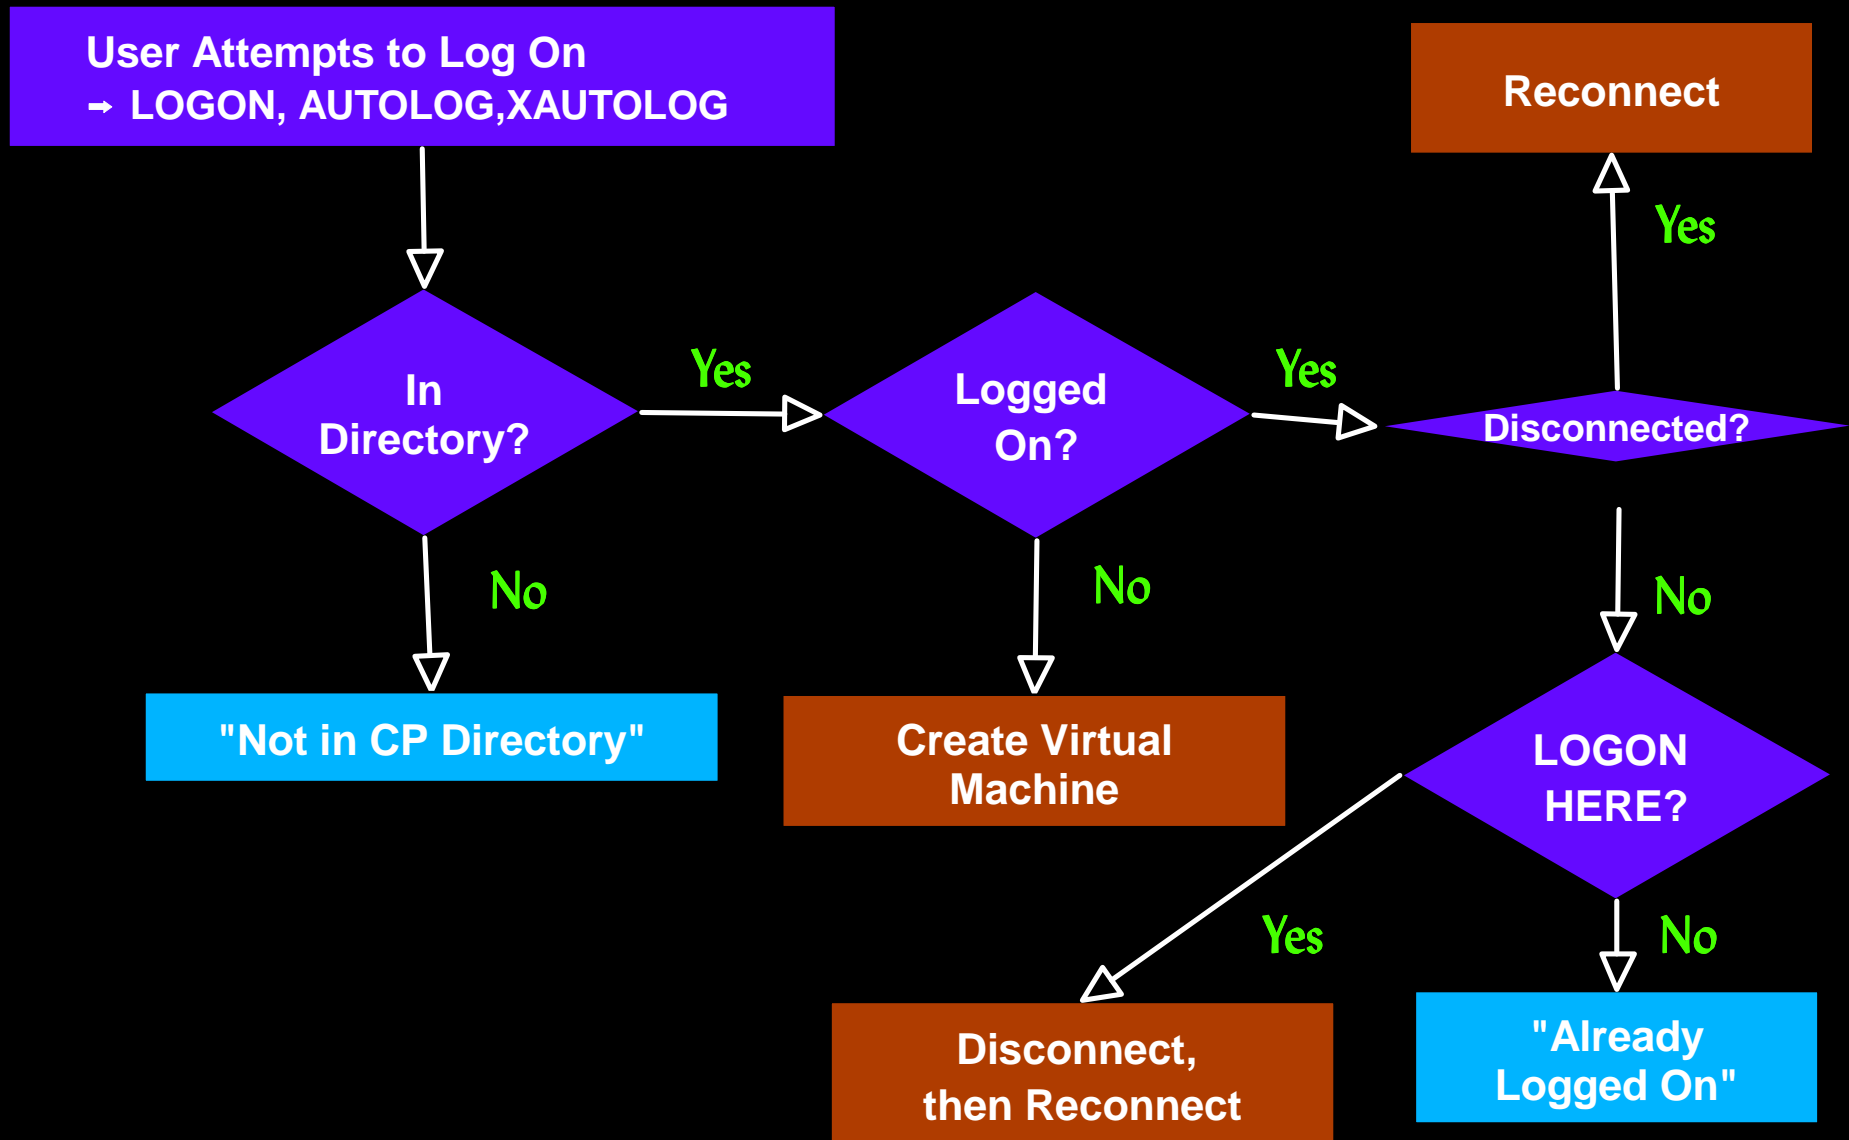 User Attempts to Log On
➞ LOGON, AUTOLOG,XAUTOLOG
Reconnect
Yes
In
Directory?
Yes
Logged
On?
Yes
Disconnected?
No
No
No
"Not in CP Directory"
Create Virtual
Machine
LOGON
HERE?
Yes
No
Disconnect,
then Reconnect
"Already
Logged On"